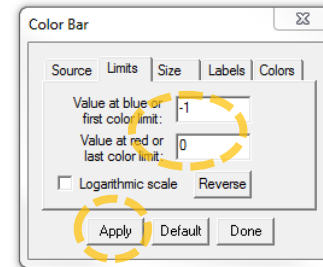 Color Bar
Source Limits Size Labels Colors
Value at blue or
first color limit: -1
Value at red or
last color limit: 0
Logarithmic scale Reverse
Apply Default Done